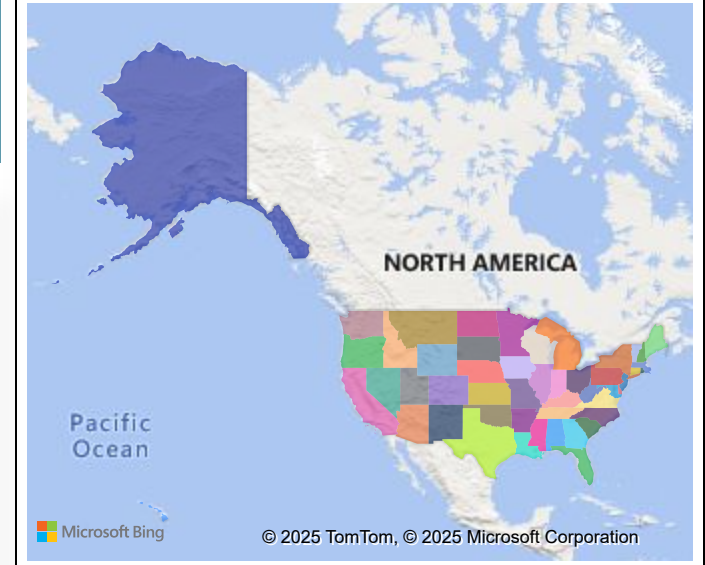 NORTH AMERICA
Pacific
Ocean
Microsoft Bing
© 2025 TomTom, © 2025 Microsoft Corporation